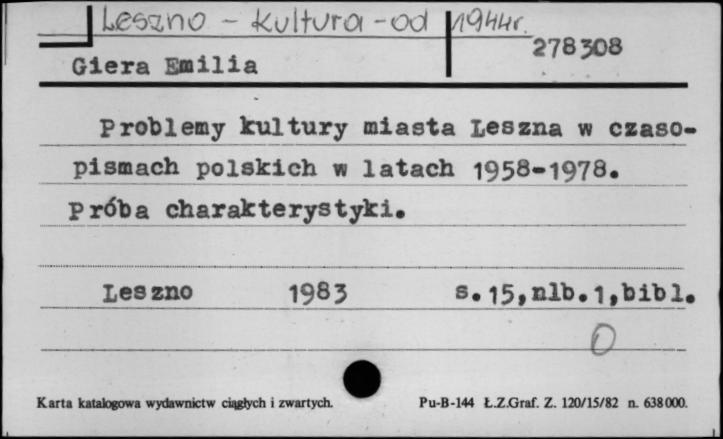 Leszno - kultura - od 1944r.
278308
Giera Emilia
Problemy kultury miasta Leszna w czaso-
pismach polskich w latach 1958-1978.
Próba charakterystyki.
Leszno 1983 s.15,nlb.1,bibl.
0
Karta katalogowa wydawnictw ciągłych i zwartych. Pu-B-144 Ł.Z.Graf. Z. 120/15/82 n. 638000.